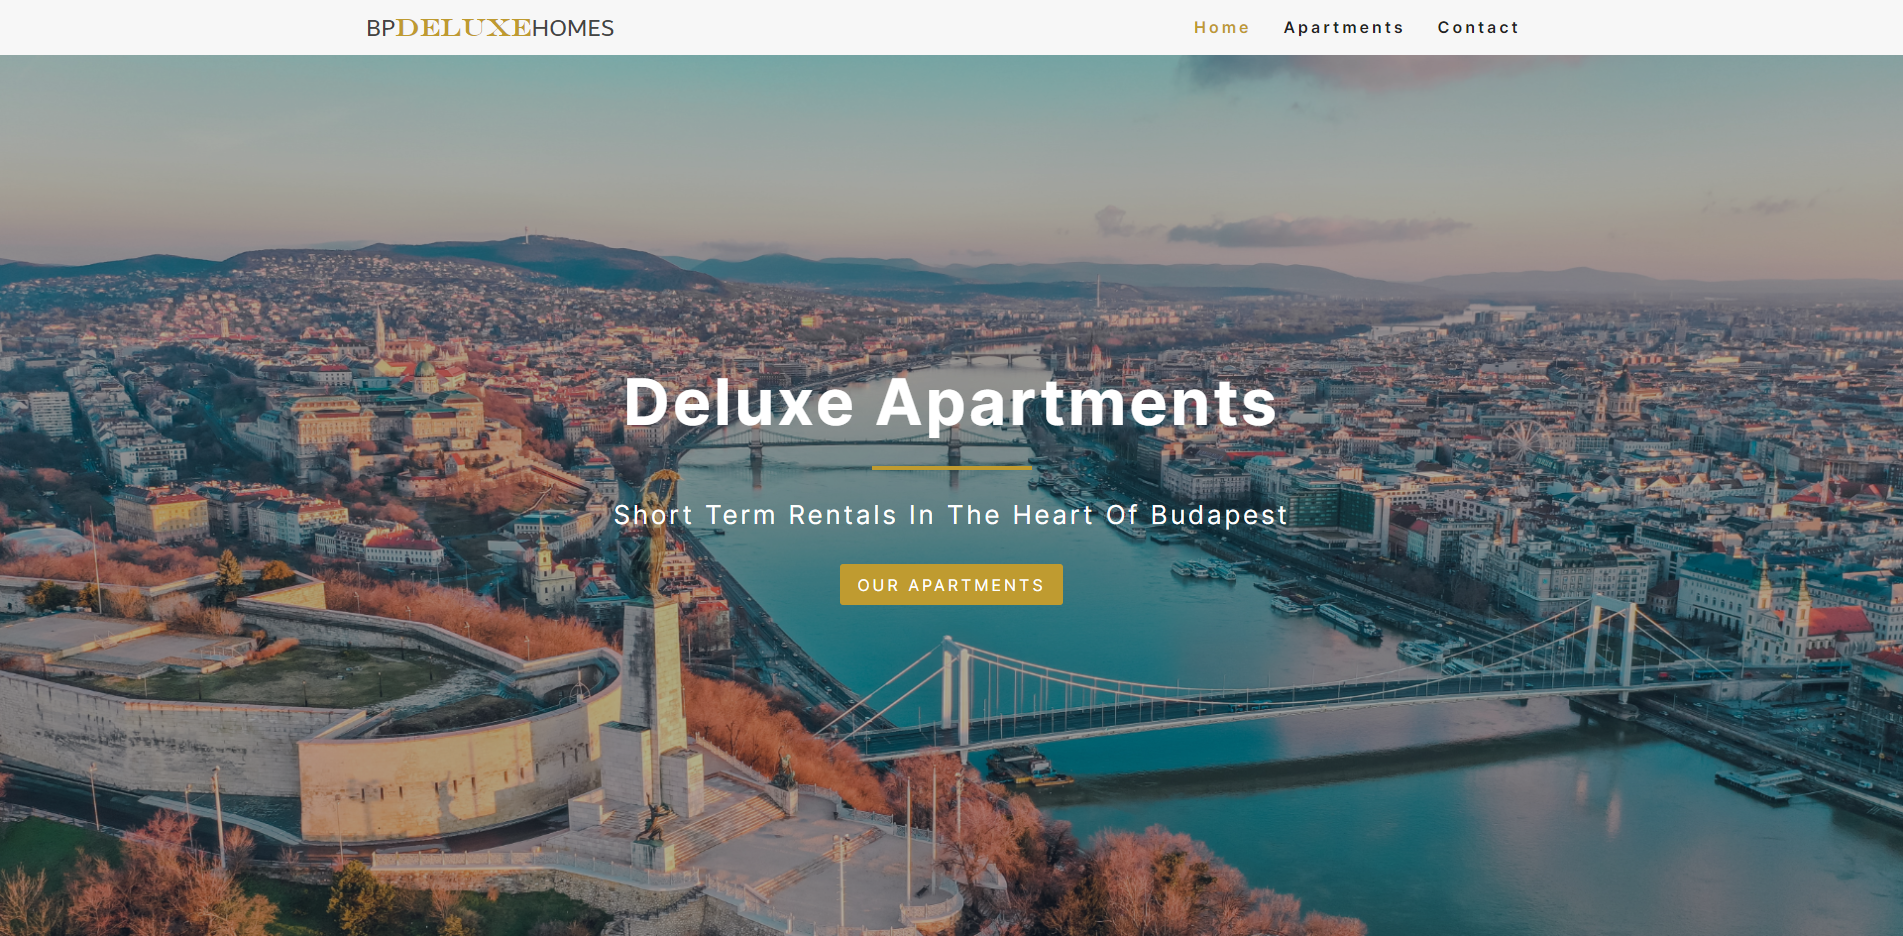 BPDELUXEHOMES
Home Apartments Contact
Deluxe Apartments
Short Term Rentals In The Heart Of Budapest
OUR APARTMENTS